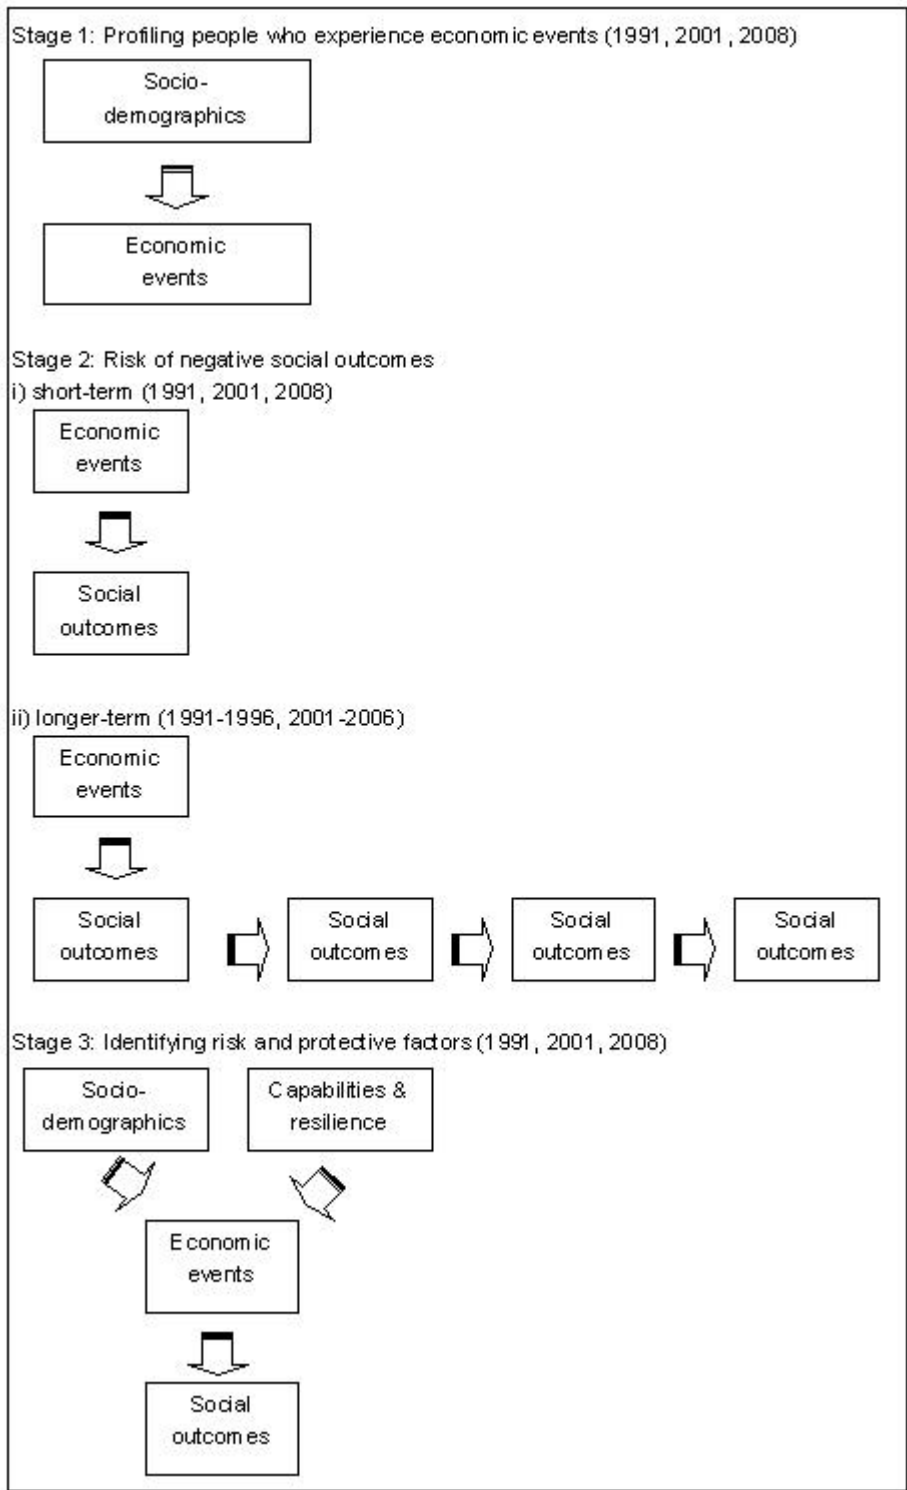 Stage 1: Profiling people who experience economic events (1991, 2001, 2008)
Socio-
demographics
Economic
events
Stage 2: Risk of negative social outcomes
i) short-term (1991, 2001, 2008)
Economic
events
Social
outcomes
ii) longer-term (1991-1996, 2001-2006)
Economic
events
Social
outcomes
Social
outcomes
Social
outcomes
Social
outcomes
Stage 3: Identifying risk and protective factors (1991, 2001, 2008)
Socio-
demographics
Capabilities &
resilience
Economic
events
Social
outcomes